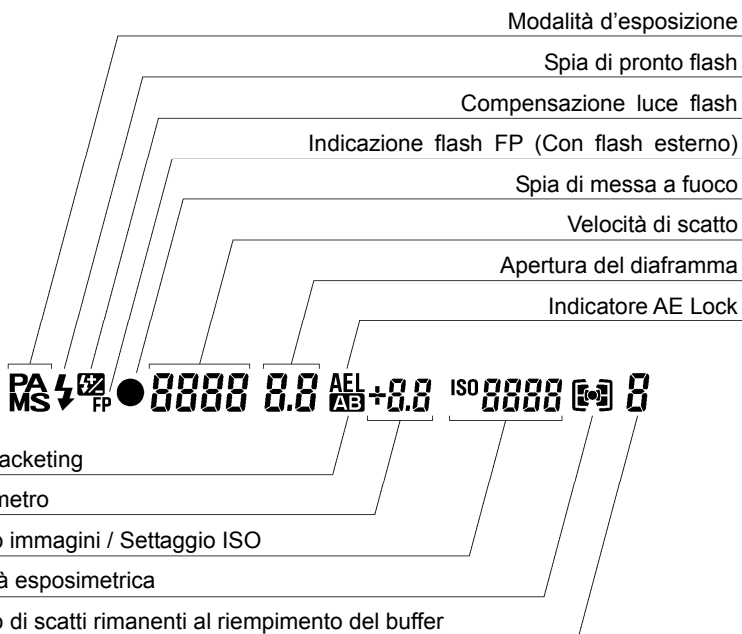 Modalità d’esposizione
Spia di pronto flash
Compensazione luce flash
Indicazione flash FP (Con flash esterno)
Spia di messa a fuoco
Velocità di scatto
Apertura del diaframma
Indicatore AE Lock
PA
MS FP 8888 8.8 AEL AB +8.8 ISO 8888 8
immagini / Settaggio ISO
esposimetrica
di scatti rimanenti al riempimento del buffer